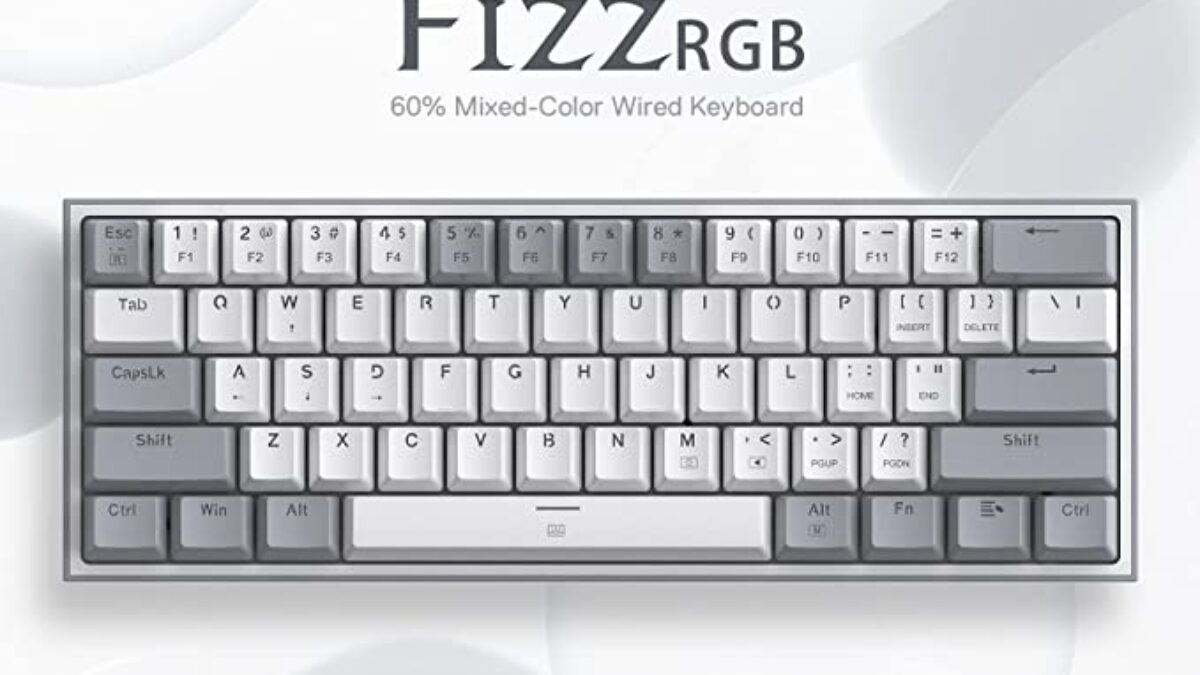 FIZZ RGB
60% Mixed-Color Wired Keyboard
Esc 1 ! 2 @ 3 # 4 $ 5 % 6 ^ 7 & 8 * 9 ( 0 ) - — = +
F1 F2 F3 F4 F5 F6 F7 F8 F9 F10 F11 F12
Tab Q W E R T Y U I O P [ { ] } \ |
INSERT DELETE
CapsLk A S D F G H J K L ; : ' "
HOME END
Shift Z X C V B N M , < . > / ? Shift
PGUP PGDN
Ctrl Win Alt Alt Fn Ctrl